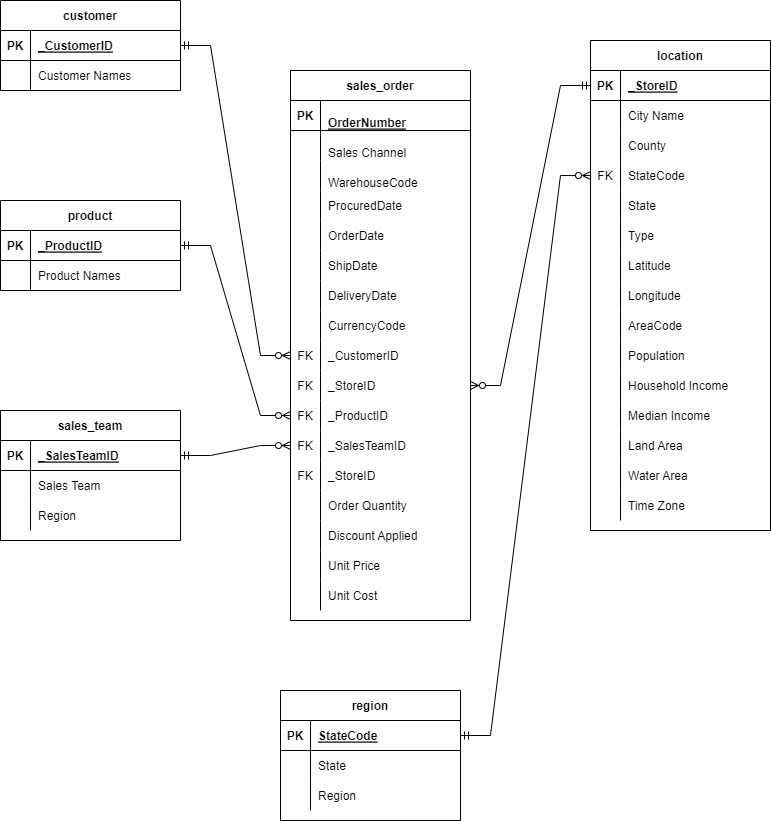 customer
PK _CustomerID
Customer Names
product
PK _ProductID
Product Names
sales_team
PK _SalesTeamID
Sales Team
Region
sales_order
PK OrderNumber
Sales Channel
WarehouseCode
ProcuredDate
OrderDate
ShipDate
DeliveryDate
CurrencyCode
FK _CustomerID
FK _StoreID
FK _ProductID
FK _SalesTeamID
FK _StoreID
Order Quantity
Discount Applied
Unit Price
Unit Cost
location
PK _StoreID
City Name
County
FK StateCode
State
Type
Latitude
Longitude
AreaCode
Population
Household Income
Median Income
Land Area
Water Area
Time Zone
region
PK StateCode
State
Region